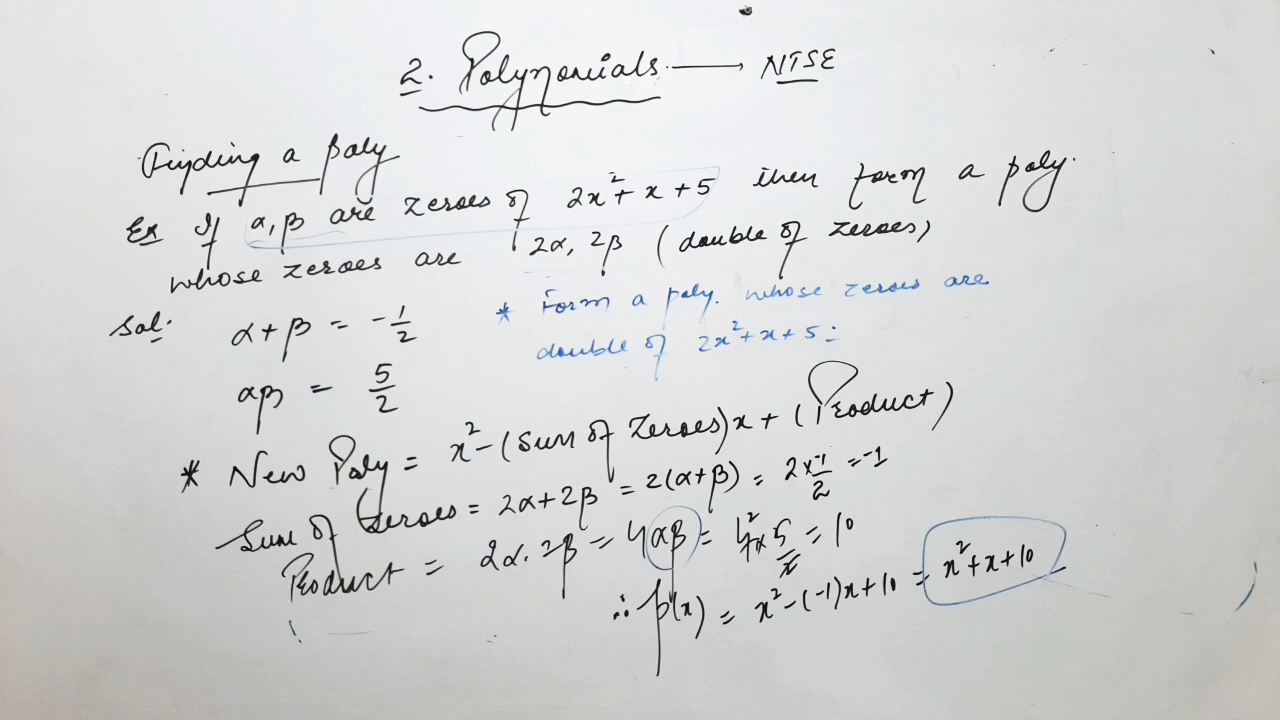 2. Polynomials. → NTSE
Finding a poly
Ex If α, β are zeroes of 2x² + x + 5 then form a poly.
whose zeroes are 2α, 2β (double of zeroes)
* Form a poly. whose zeroes are
double of 2x² + x + 5 :-
Sol: α + β = -1/2
αβ = 5/2
* New Poly = x² - (Sum of Zeroes)x + (Product)
Sum of Zeroes = 2α + 2β = 2(α + β) = 2 × -1/2 = -1
Product = 2α . 2β = 4αβ = 4² × 5/2 = 10
∴ p(x) = x² - (-1)x + 10 = x² + x + 10